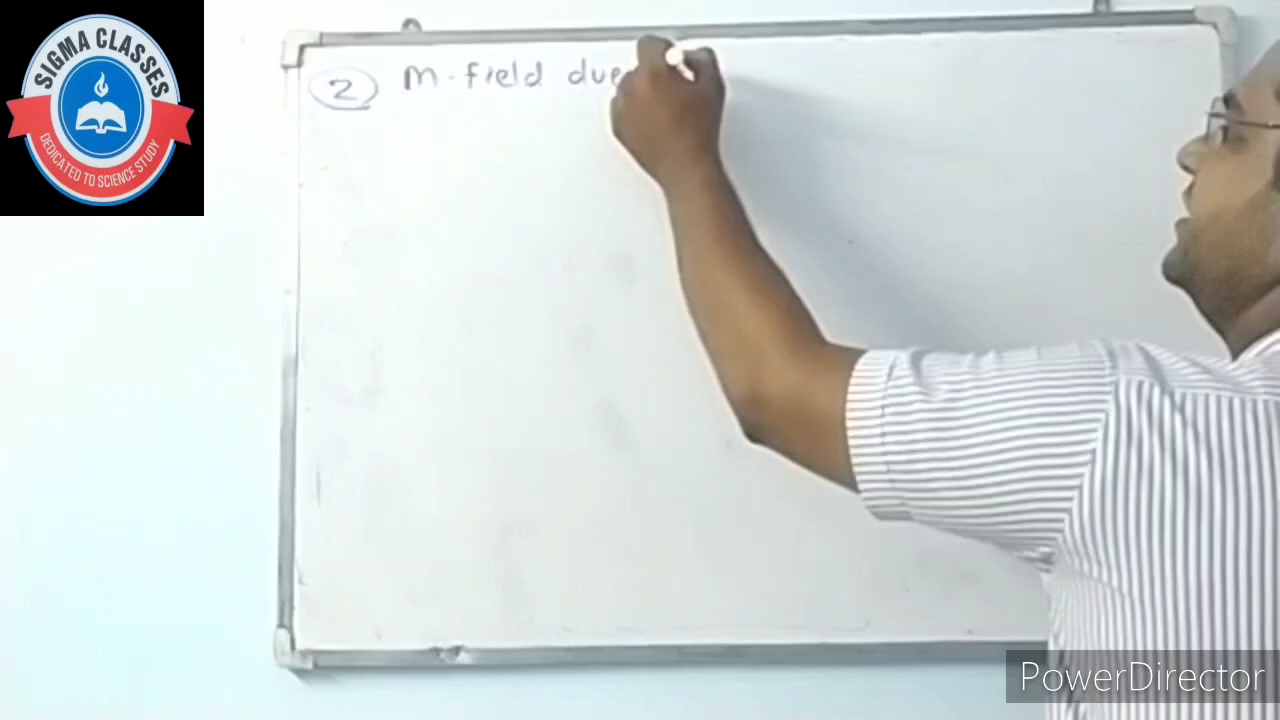 SIGMA CLASSES
DEDICATED TO SCIENCE STUDY
2 M. field due
PowerDirector